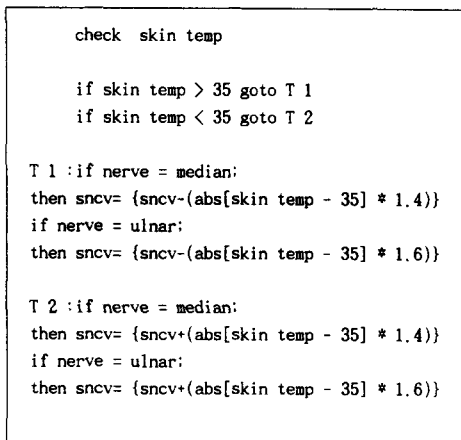 check skin temp
if skin temp > 35 goto T 1
if skin temp < 35 goto T 2
T 1 :if nerve = median;
then sncv= {sncv-(abs[skin temp - 35] * 1.4)}
if nerve = ulnar;
then sncv= {sncv-(abs[skin temp - 35] * 1.6)}
T 2 :if nerve = median;
then sncv= {sncv+(abs[skin temp - 35] * 1.4)}
if nerve = ulnar;
then sncv= {sncv+(abs[skin temp - 35] * 1.6)}